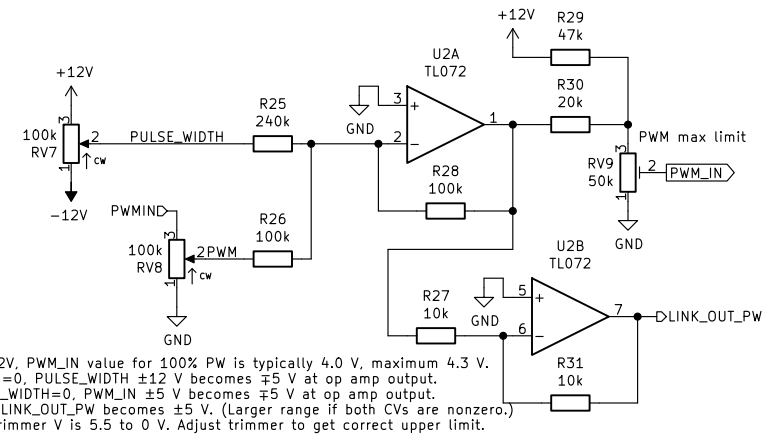 +12V
R29
47k
U2A
TL072
+12V
R30
20k
3
+
1
R25
240k
GND
3
100k
2
PULSE_WIDTH
2
−
PWM max limit
RV7
cw
3
1
R28
100k
RV9
50k
2
PWM_IN
−12V
1
PWMIN
R26
100k
3
GND
100k
2
PWM
RV8
cw
U2B
TL072
1
R27
10k
5
+
7
LINK_OUT_PW
GND
GND
6
−
R31
10k
2V, PWM_IN value for 100% PW is typically 4.0 V, maximum 4.3 V.
=0, PULSE_WIDTH ±12 V becomes ∓5 V at op amp output.
_WIDTH=0, PWM_IN ±5 V becomes ∓5 V at op amp output.
LINK_OUT_PW becomes ±5 V. (Larger range if both CVs are nonzero.)
rimmer V is 5.5 to 0 V. Adjust trimmer to get correct upper limit.